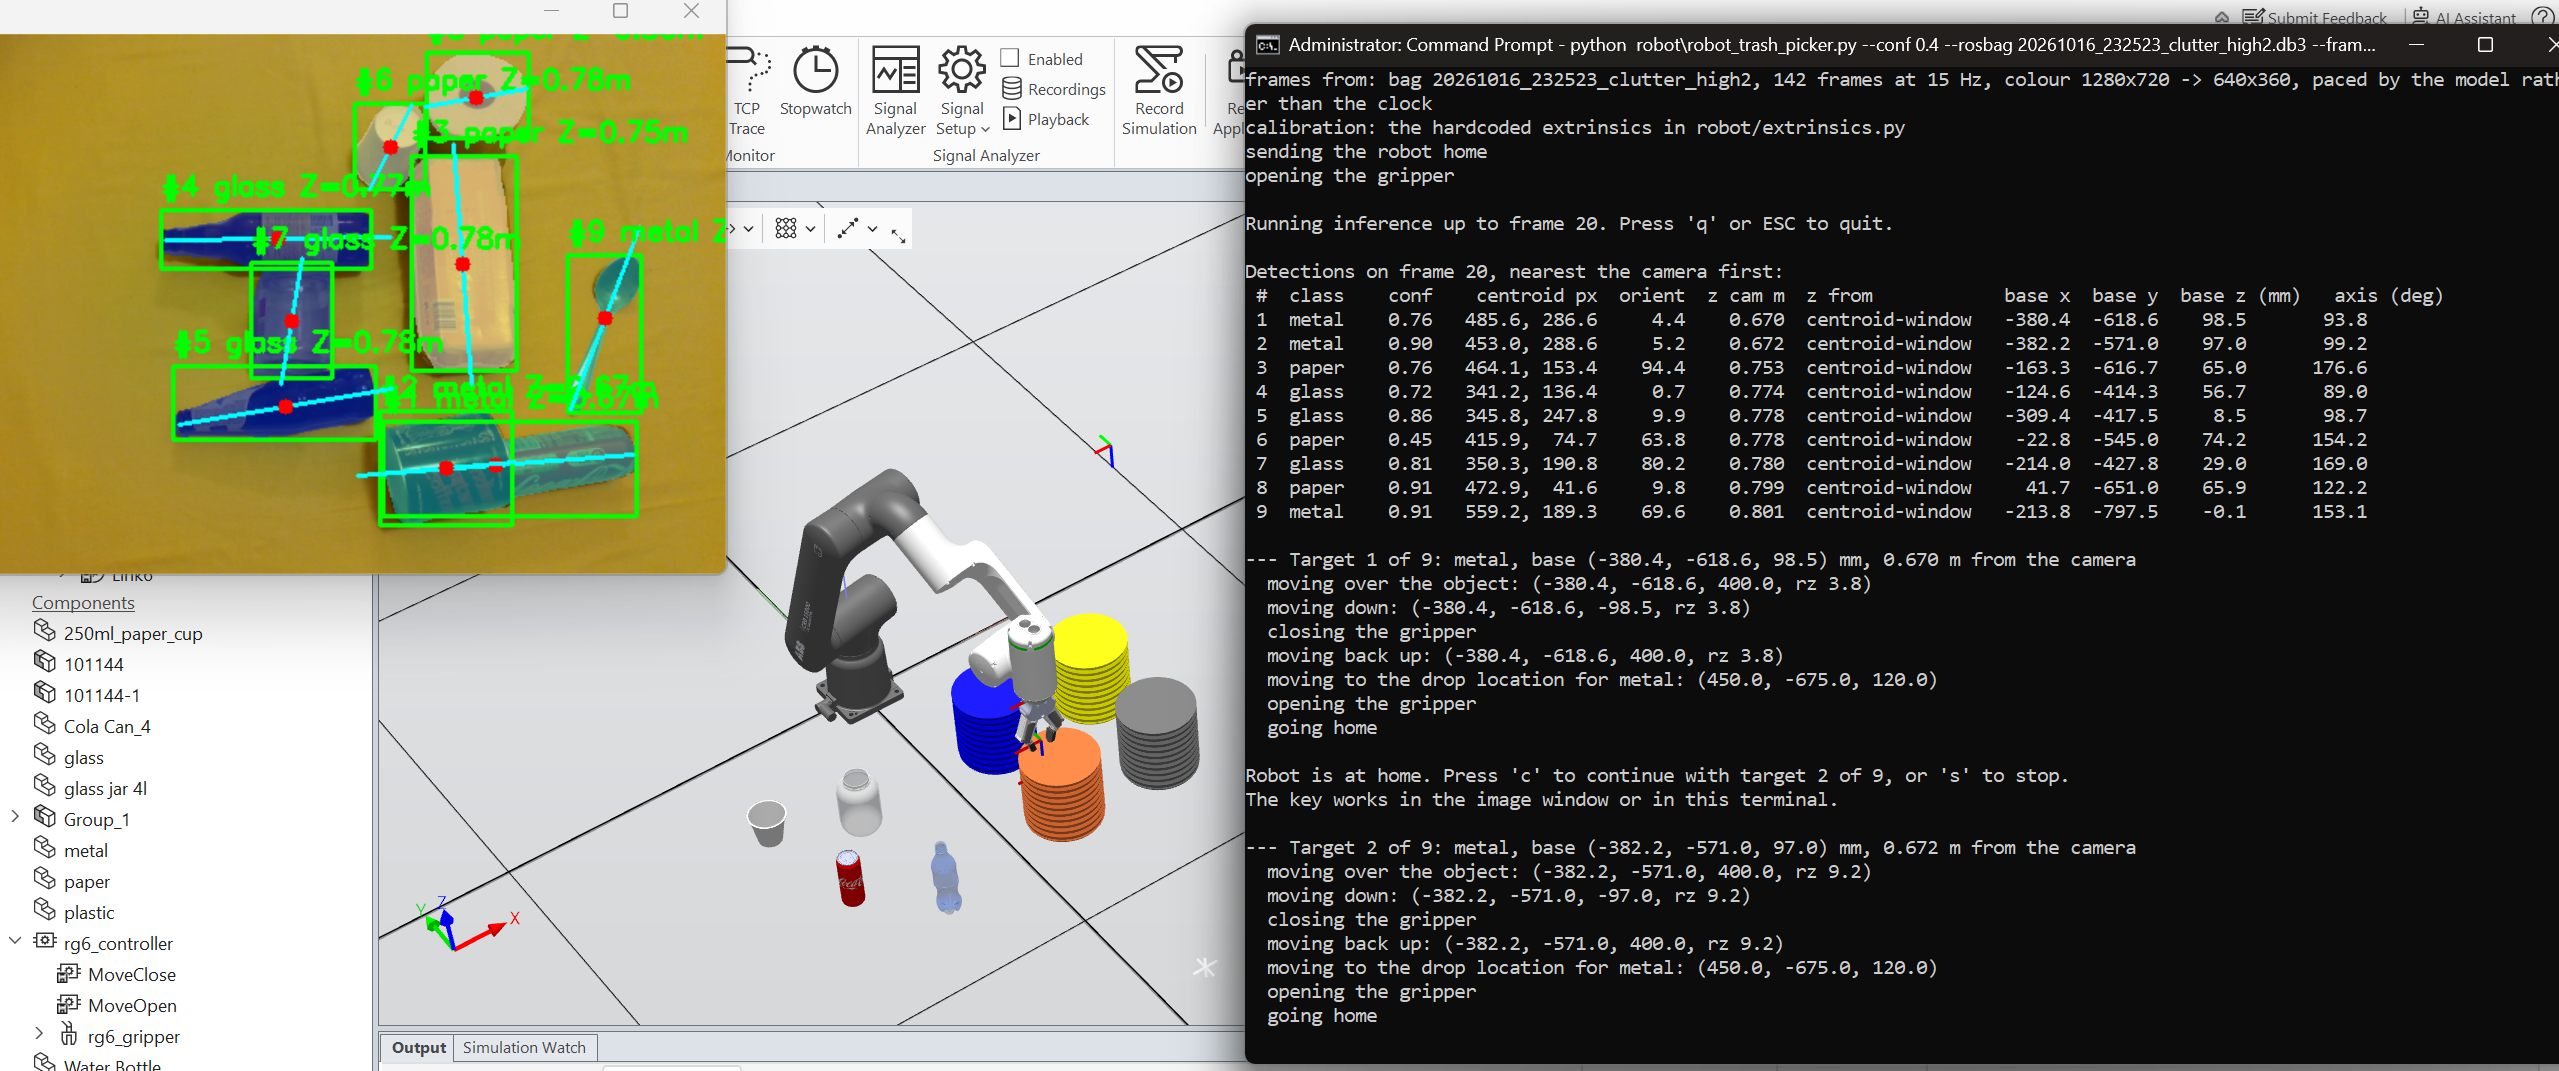 #6 paper Z=0.78m
#3 paper Z=0.75m
#4 glass Z=0.77m
#7 glass Z=0.78m
#9 metal Z
#5 glass Z=0.78m
metal Z=0.67m
Link6
Components
250ml_paper_cup
101144
101144-1
Cola Can_4
glass
glass jar 4l
Group_1
metal
paper
plastic
rg6_controller
MoveClose
MoveOpen
rg6_gripper
Water Bottle
TCP Trace
Stopwatch
Signal Analyzer
Signal Setup
Enabled
Recordings
Playback
Record Simulation
Monitor
Signal Analyzer
Submit Feedback
AI Assistant
X
Y
Z
Output
Simulation Watch
Administrator: Command Prompt - python robot\robot_trash_picker.py --conf 0.4 --rosbag 20261016_232523_clutter_high2.db3 --fram...
frames from: bag 20261016_232523_clutter_high2, 142 frames at 15 Hz, colour 1280x720 -> 640x360, paced by the model rath
er than the clock
calibration: the hardcoded extrinsics in robot/extrinsics.py
sending the robot home
opening the gripper
Running inference up to frame 20. Press 'q' or ESC to quit.
Detections on frame 20, nearest the camera first:
# class conf centroid px orient z cam m z from base x base y base z (mm) axis (deg)
1 metal 0.76 485.6, 286.6 4.4 0.670 centroid-window -380.4 -618.6 98.5 93.8
2 metal 0.90 453.0, 288.6 5.2 0.672 centroid-window -382.2 -571.0 97.0 99.2
3 paper 0.76 464.1, 153.4 94.4 0.753 centroid-window -163.3 -616.7 65.0 176.6
4 glass 0.72 341.2, 136.4 0.7 0.774 centroid-window -124.6 -414.3 56.7 89.0
5 glass 0.86 345.8, 247.8 9.9 0.778 centroid-window -309.4 -417.5 8.5 98.7
6 paper 0.45 415.9, 74.7 63.8 0.778 centroid-window -22.8 -545.0 74.2 154.2
7 glass 0.81 350.3, 190.8 80.2 0.780 centroid-window -214.0 -427.8 29.0 169.0
8 paper 0.91 472.9, 41.6 9.8 0.799 centroid-window 41.7 -651.0 65.9 122.2
9 metal 0.91 559.2, 189.3 69.6 0.801 centroid-window -213.8 -797.5 -0.1 153.1
--- Target 1 of 9: metal, base (-380.4, -618.6, 98.5) mm, 0.670 m from the camera
moving over the object: (-380.4, -618.6, 400.0, rz 3.8)
moving down: (-380.4, -618.6, -98.5, rz 3.8)
closing the gripper
moving back up: (-380.4, -618.6, 400.0, rz 3.8)
moving to the drop location for metal: (450.0, -675.0, 120.0)
opening the gripper
going home
Robot is at home. Press 'c' to continue with target 2 of 9, or 's' to stop.
The key works in the image window or in this terminal.
--- Target 2 of 9: metal, base (-382.2, -571.0, 97.0) mm, 0.672 m from the camera
moving over the object: (-382.2, -571.0, 400.0, rz 9.2)
moving down: (-382.2, -571.0, -97.0, rz 9.2)
closing the gripper
moving back up: (-382.2, -571.0, 400.0, rz 9.2)
moving to the drop location for metal: (450.0, -675.0, 120.0)
opening the gripper
going home